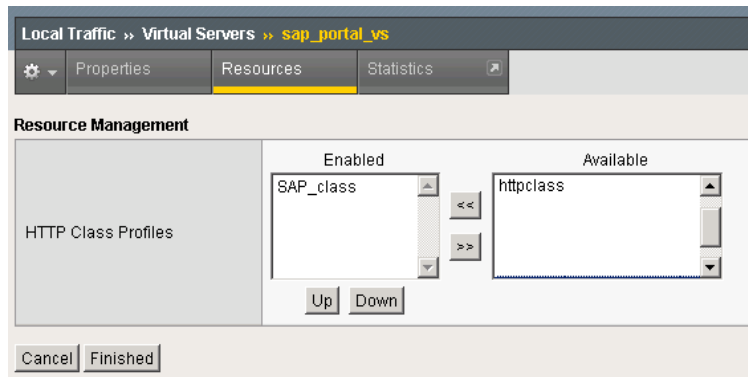 Local Traffic » Virtual Servers » sap_portal_vs
Properties Resources Statistics
Resource Management
Enabled Available
SAP_class httpclass
<<
HTTP Class Profiles
>>
Up Down
Cancel Finished